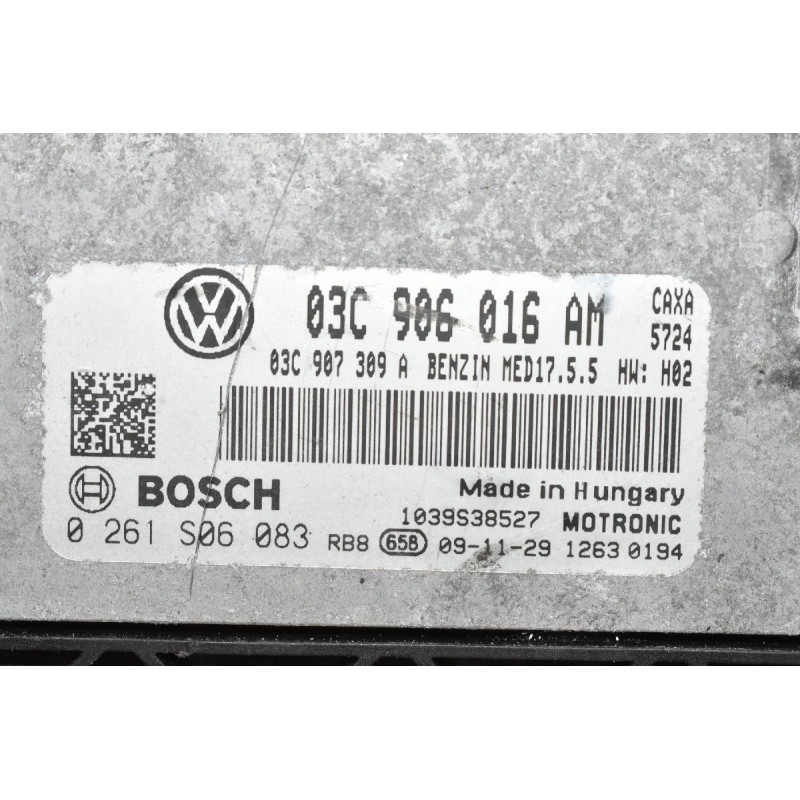 03C 906 016 AM CAXA
5724
03C 907 309 A BENZIN MED17.5.5 HW: H02
BOSCH Made in Hungary
1039S38527 MOTRONIC
0 261 S06 083 RB8 658 09-11-29 1263 0194